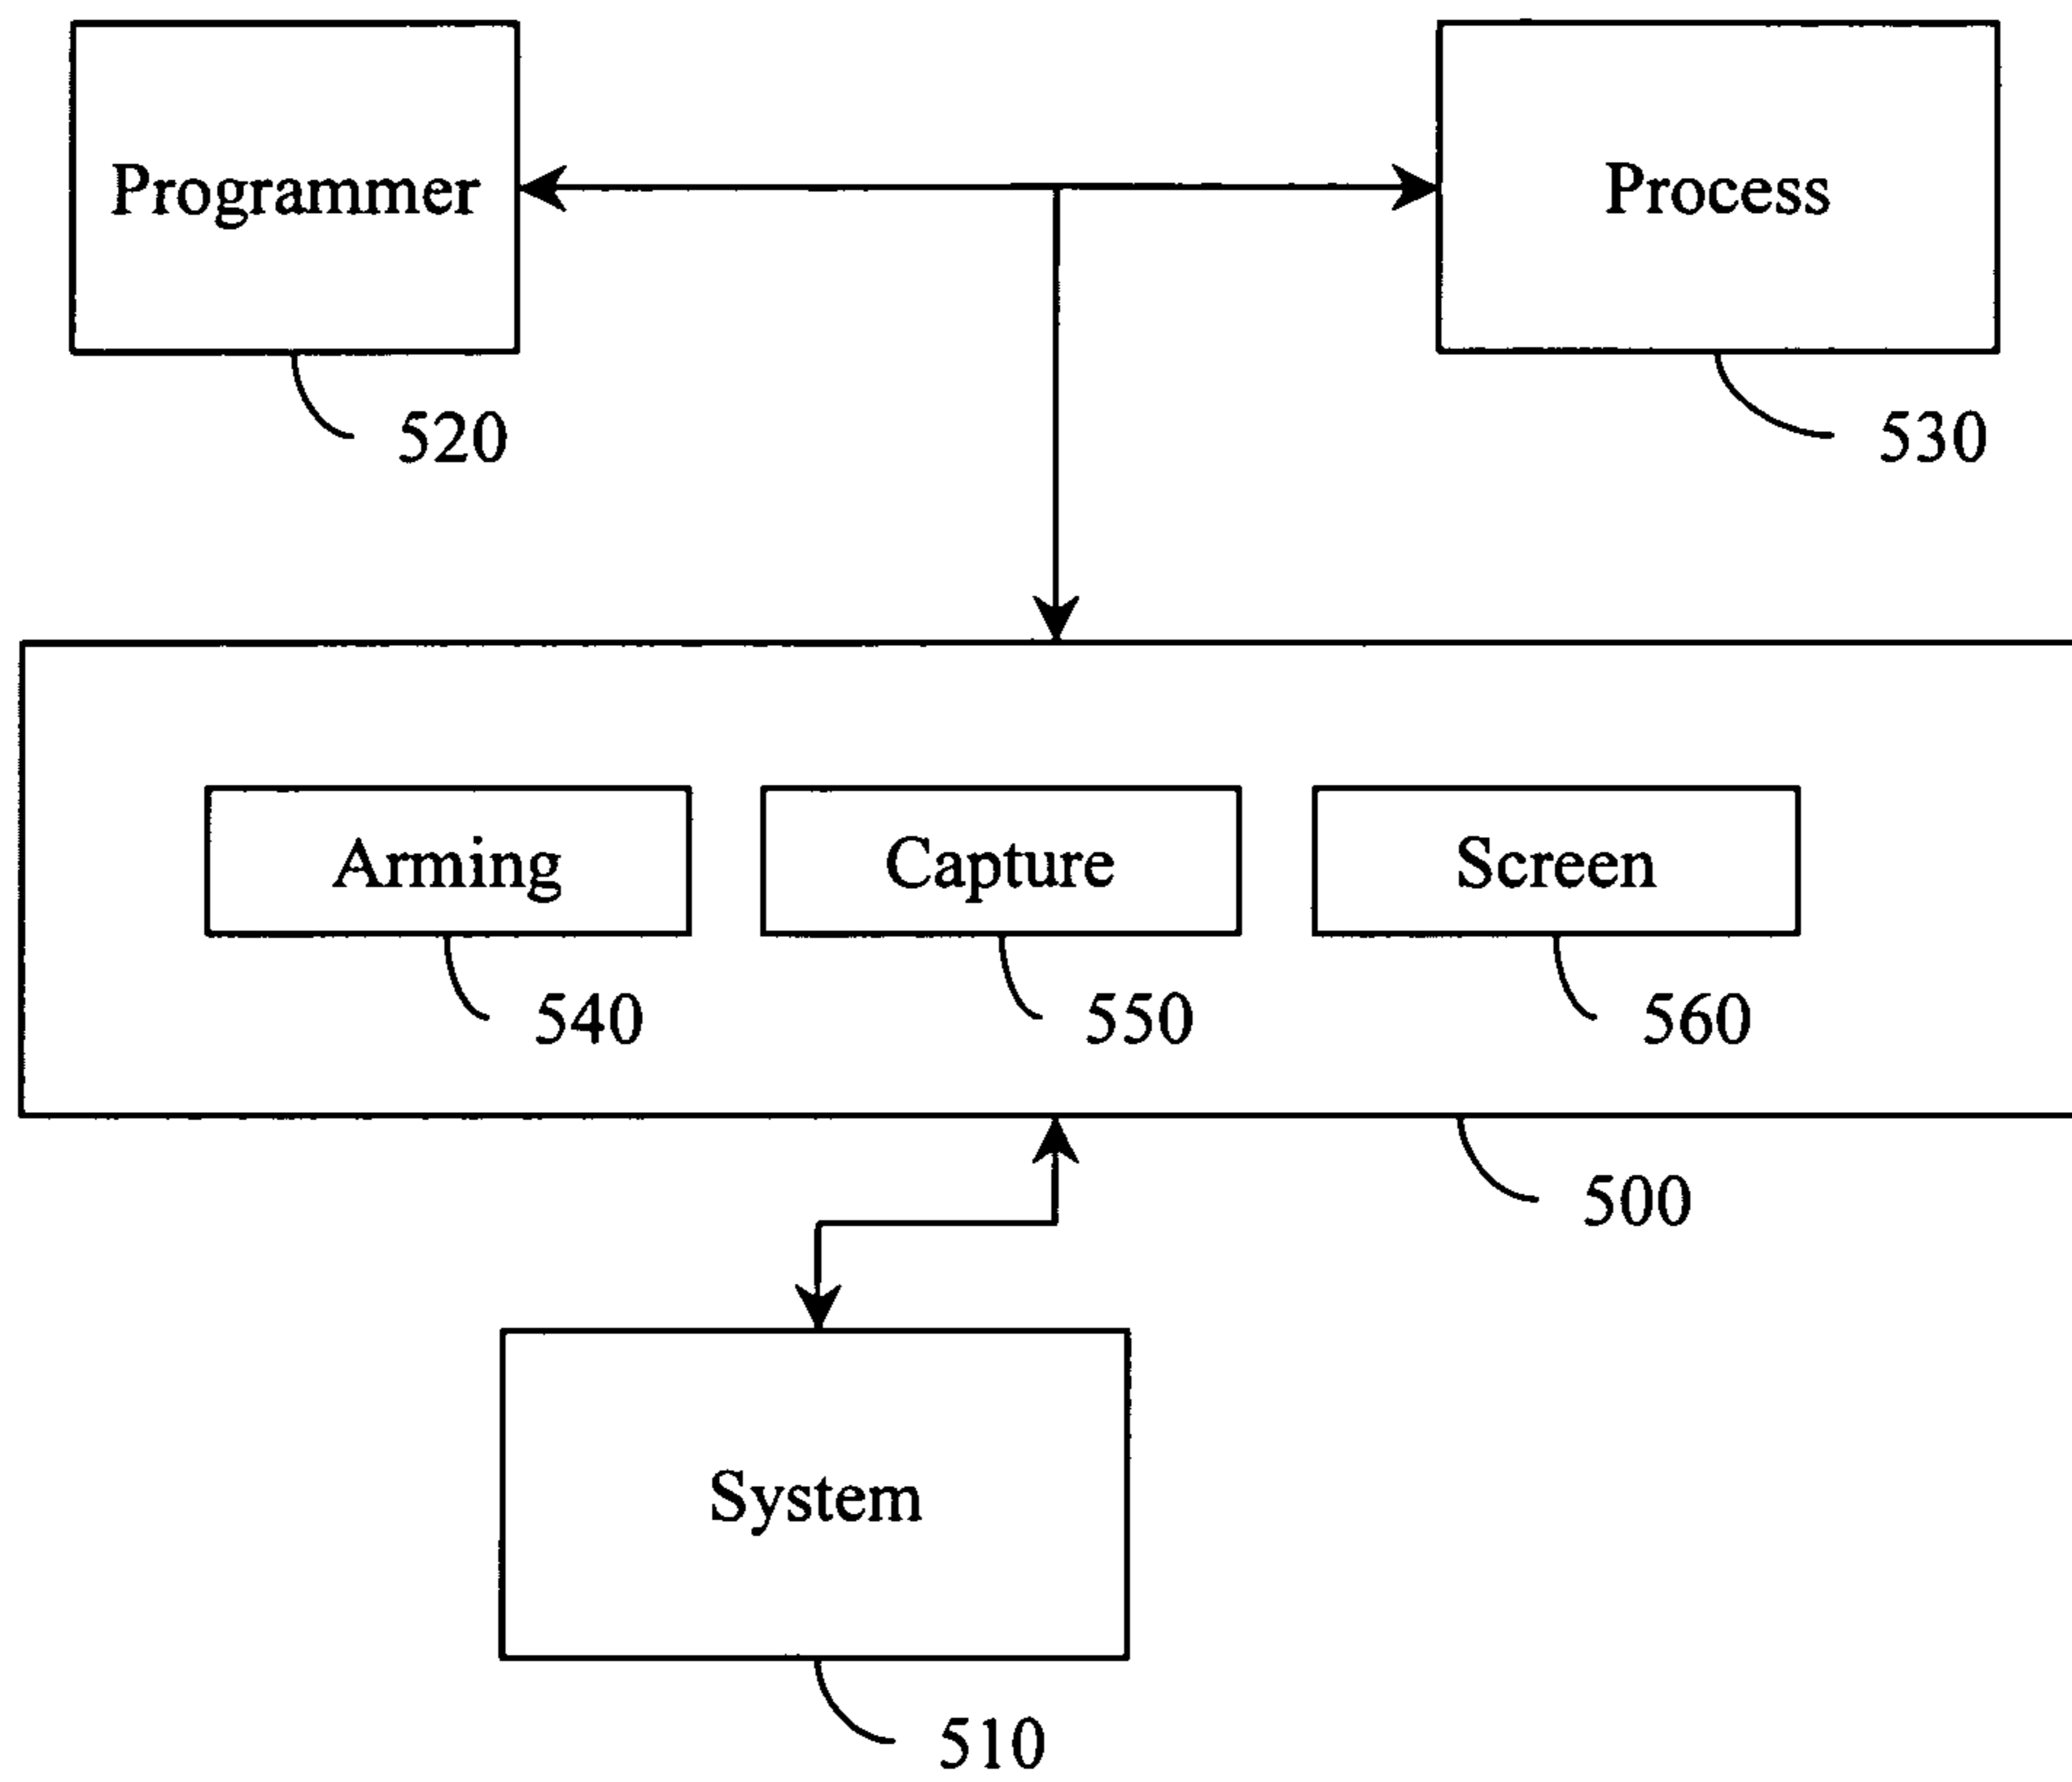 Programmer
Process
520
530
Arming
Capture
Screen
540
550
560
500
System
510